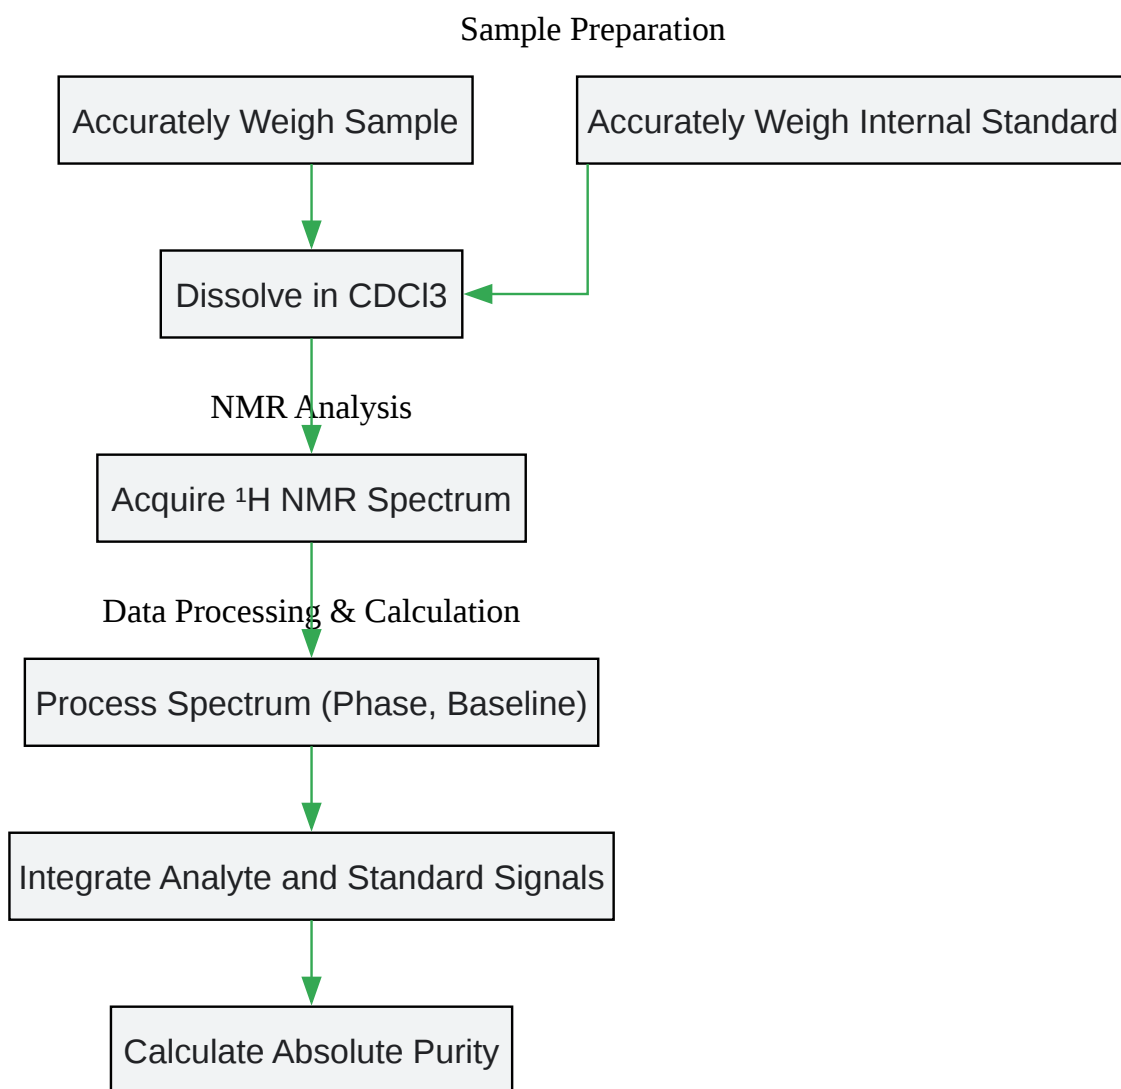 Sample Preparation
Accurately Weigh Sample
Accurately Weigh Internal Standard
Dissolve in CDCl3
NMR Analysis
Acquire ¹H NMR Spectrum
Data Processing & Calculation
Process Spectrum (Phase, Baseline)
Integrate Analyte and Standard Signals
Calculate Absolute Purity